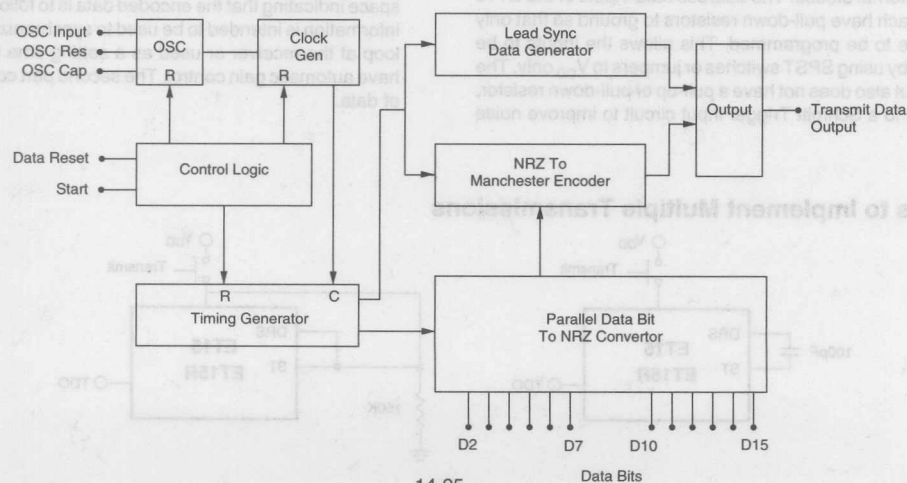 OSC Input
OSC Res
OSC Cap
OSC
R
Clock
Gen
R
Lead Sync
Data Generator
Output
Transmit Data
Output
Data Reset
Start
Control Logic
NRZ To
Manchester Encoder
R
C
Timing Generator
Parallel Data Bit
To NRZ Convertor
D2
D7
D10
D15
Data Bits